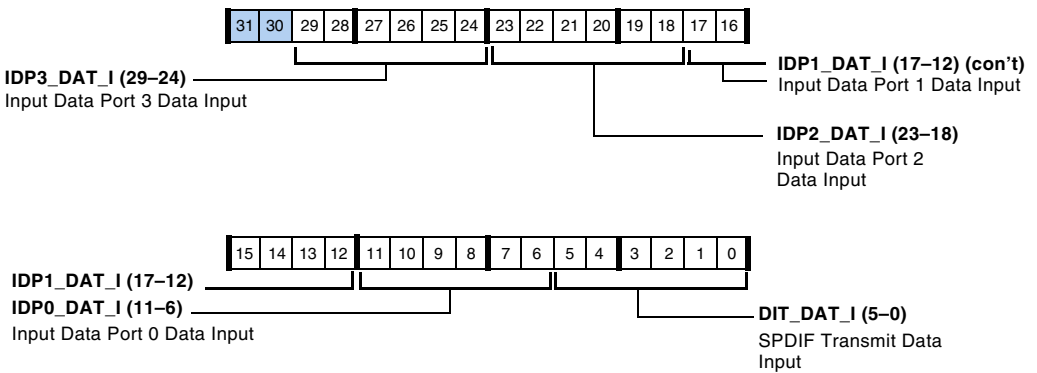 31 30 29 28 27 26 25 24 23 22 21 20 19 18 17 16
IDP3_DAT_I (29–24)
Input Data Port 3 Data Input
IDP1_DAT_I (17–12) (con’t)
Input Data Port 1 Data Input
IDP2_DAT_I (23–18)
Input Data Port 2
Data Input
15 14 13 12 11 10 9 8 7 6 5 4 3 2 1 0
IDP1_DAT_I (17–12)
IDP0_DAT_I (11–6)
Input Data Port 0 Data Input
DIT_DAT_I (5–0)
SPDIF Transmit Data
Input